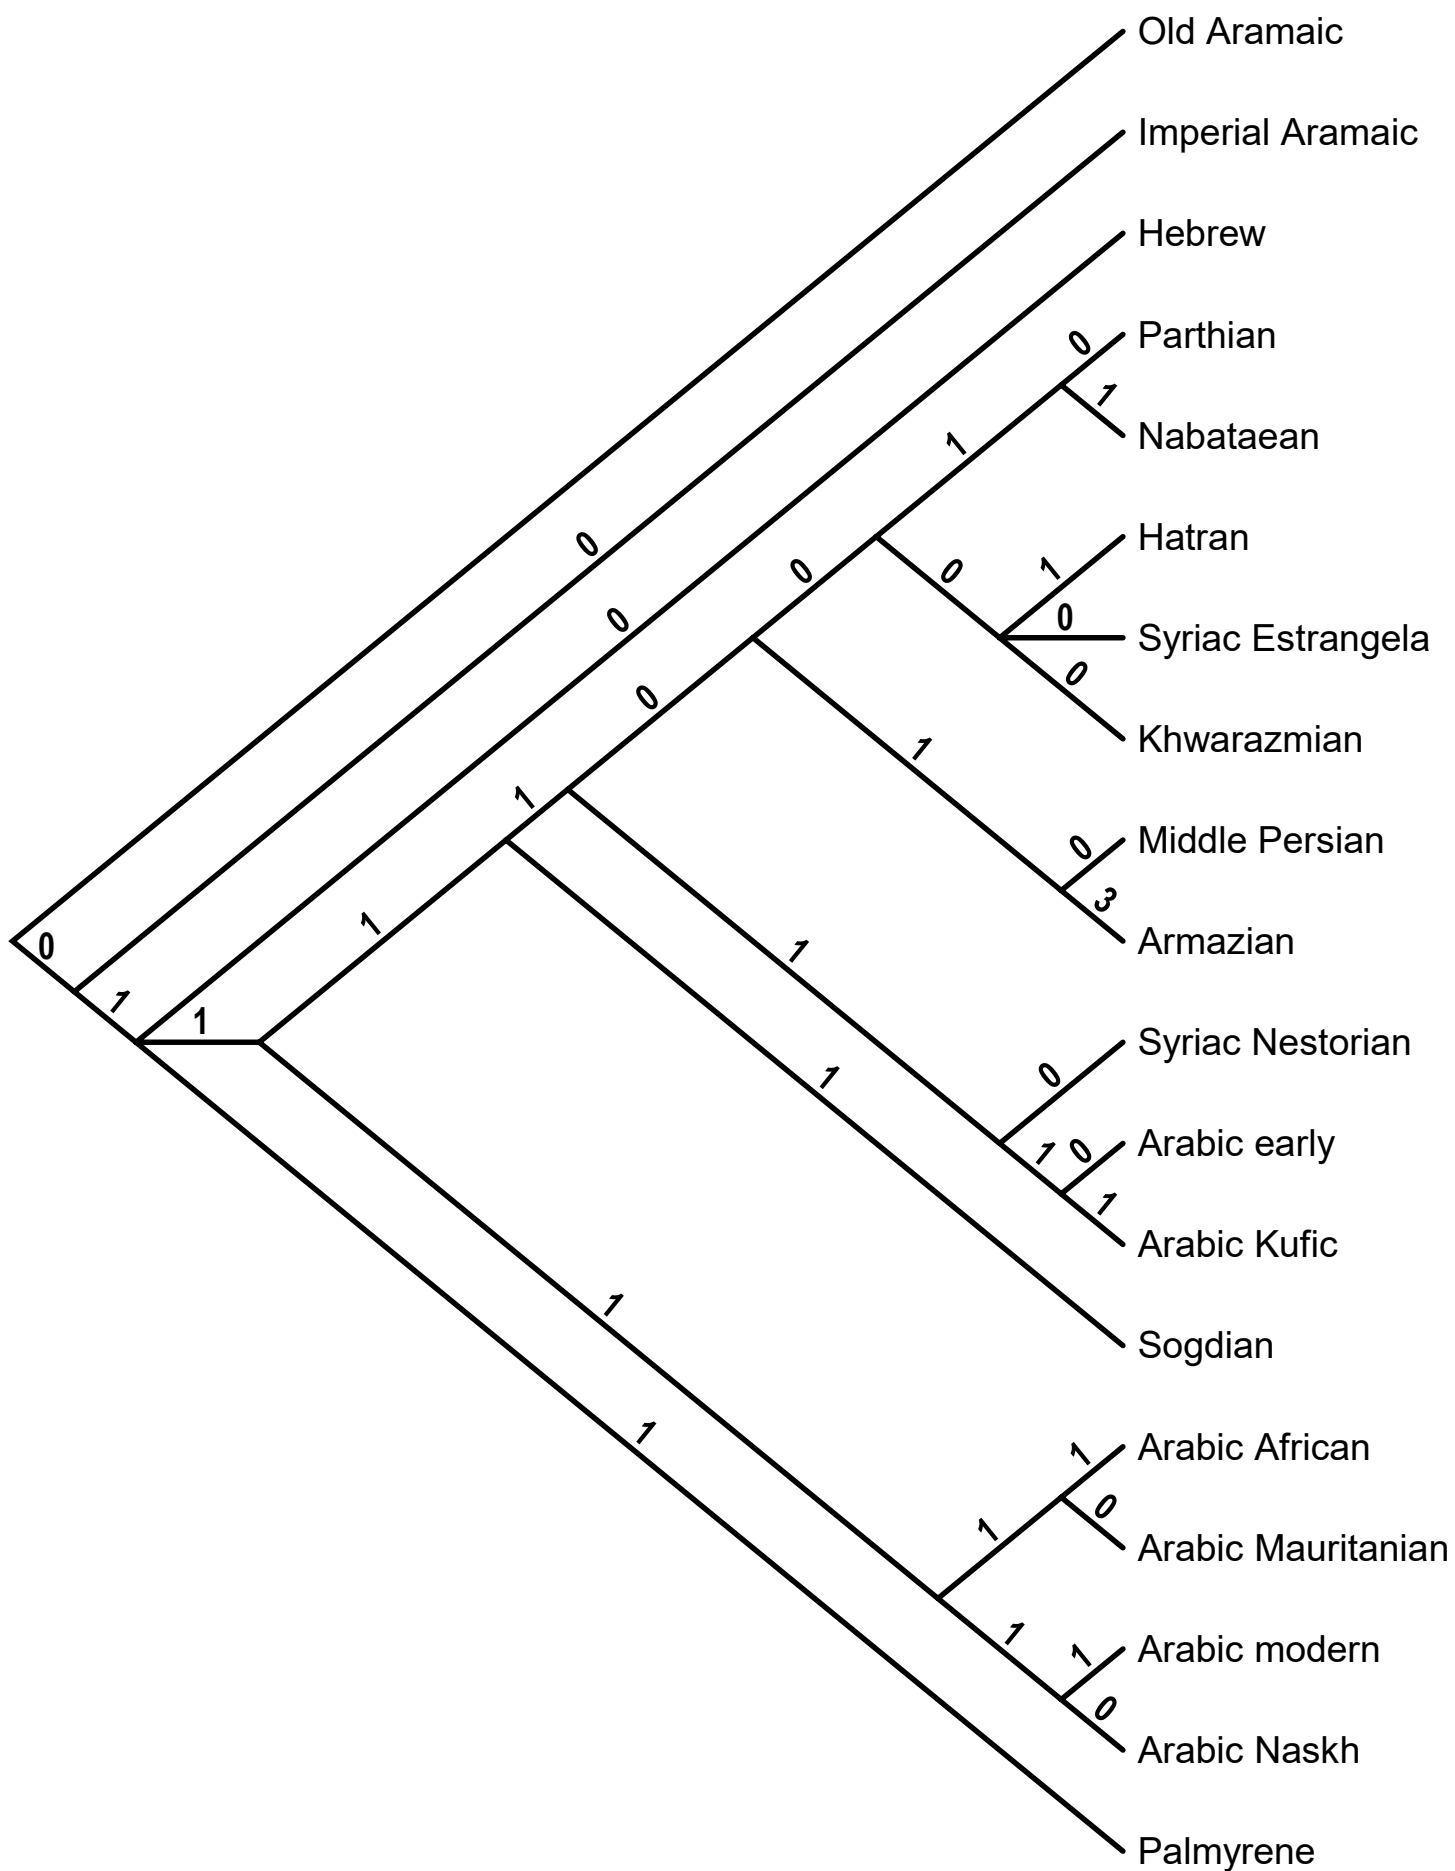 Old Aramaic
Imperial Aramaic
Hebrew
0
Parthian
1
Nabataean
1
Hatran
1
0
0
0
0
Syriac Estrangela
0
0
Khwarazmian
0
1
1
0
Middle Persian
3
Armazian
1
0
1
1
1
1
Syriac Nestorian
0
1
1
0
Arabic early
1
Arabic Kufic
1
Sogdian
1
1
Arabic African
0
1
Arabic Mauritanian
1
1
Arabic modern
0
Arabic Naskh
Palmyrene